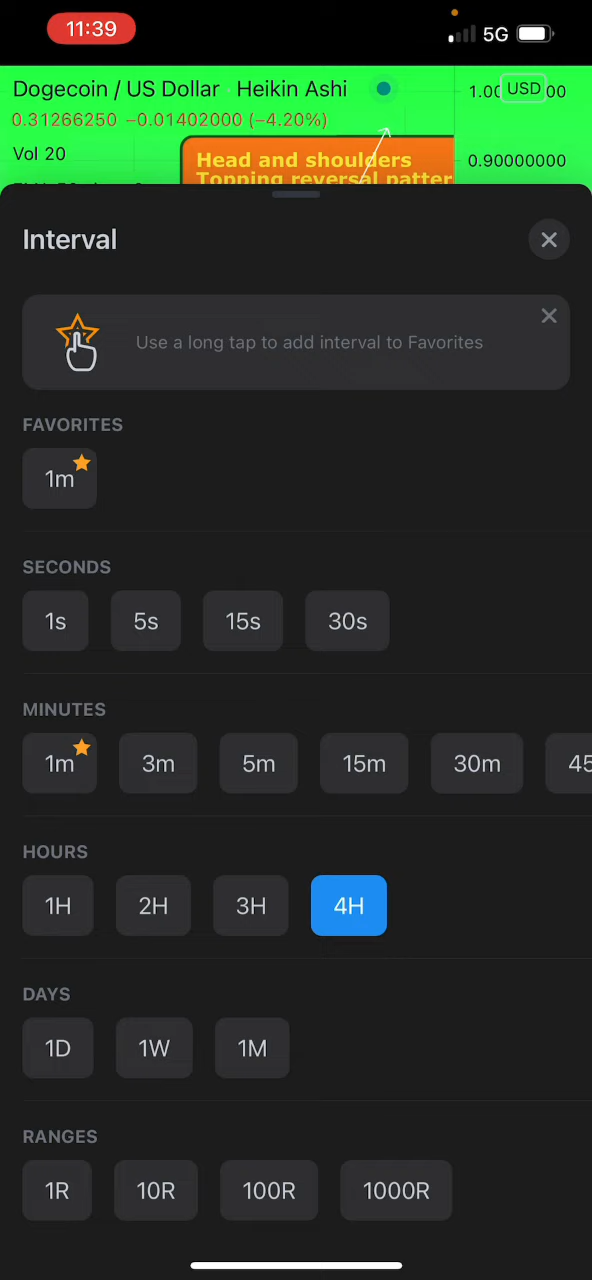 11:39
5G
Dogecoin / US Dollar · Heikin Ashi
USD
0.31266250 −0.01402000 (−4.20%)
Vol 20
Head and shoulders
0.90000000
Topping reversal patter
Interval
Use a long tap to add interval to Favorites
FAVORITES
1m
SECONDS
1s 5s 15s 30s
MINUTES
1m 3m 5m 15m 30m 45
HOURS
1H 2H 3H 4H
DAYS
1D 1W 1M
RANGES
1R 10R 100R 1000R